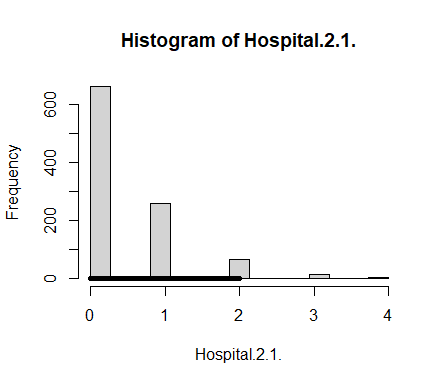 Histogram of Hospital.2.1.
Frequency
0 200 400 600
0 1 2 3 4
Hospital.2.1.